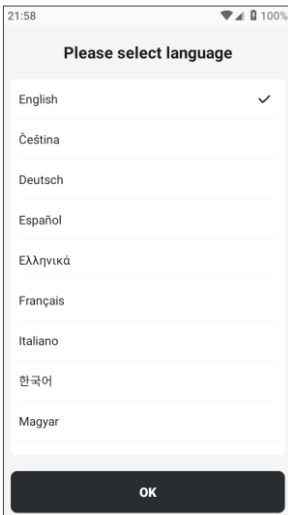 21:58
100%
Please select language
English
Čeština
Deutsch
Español
Ελληνικά
Français
Italiano
한국어
Magyar
OK